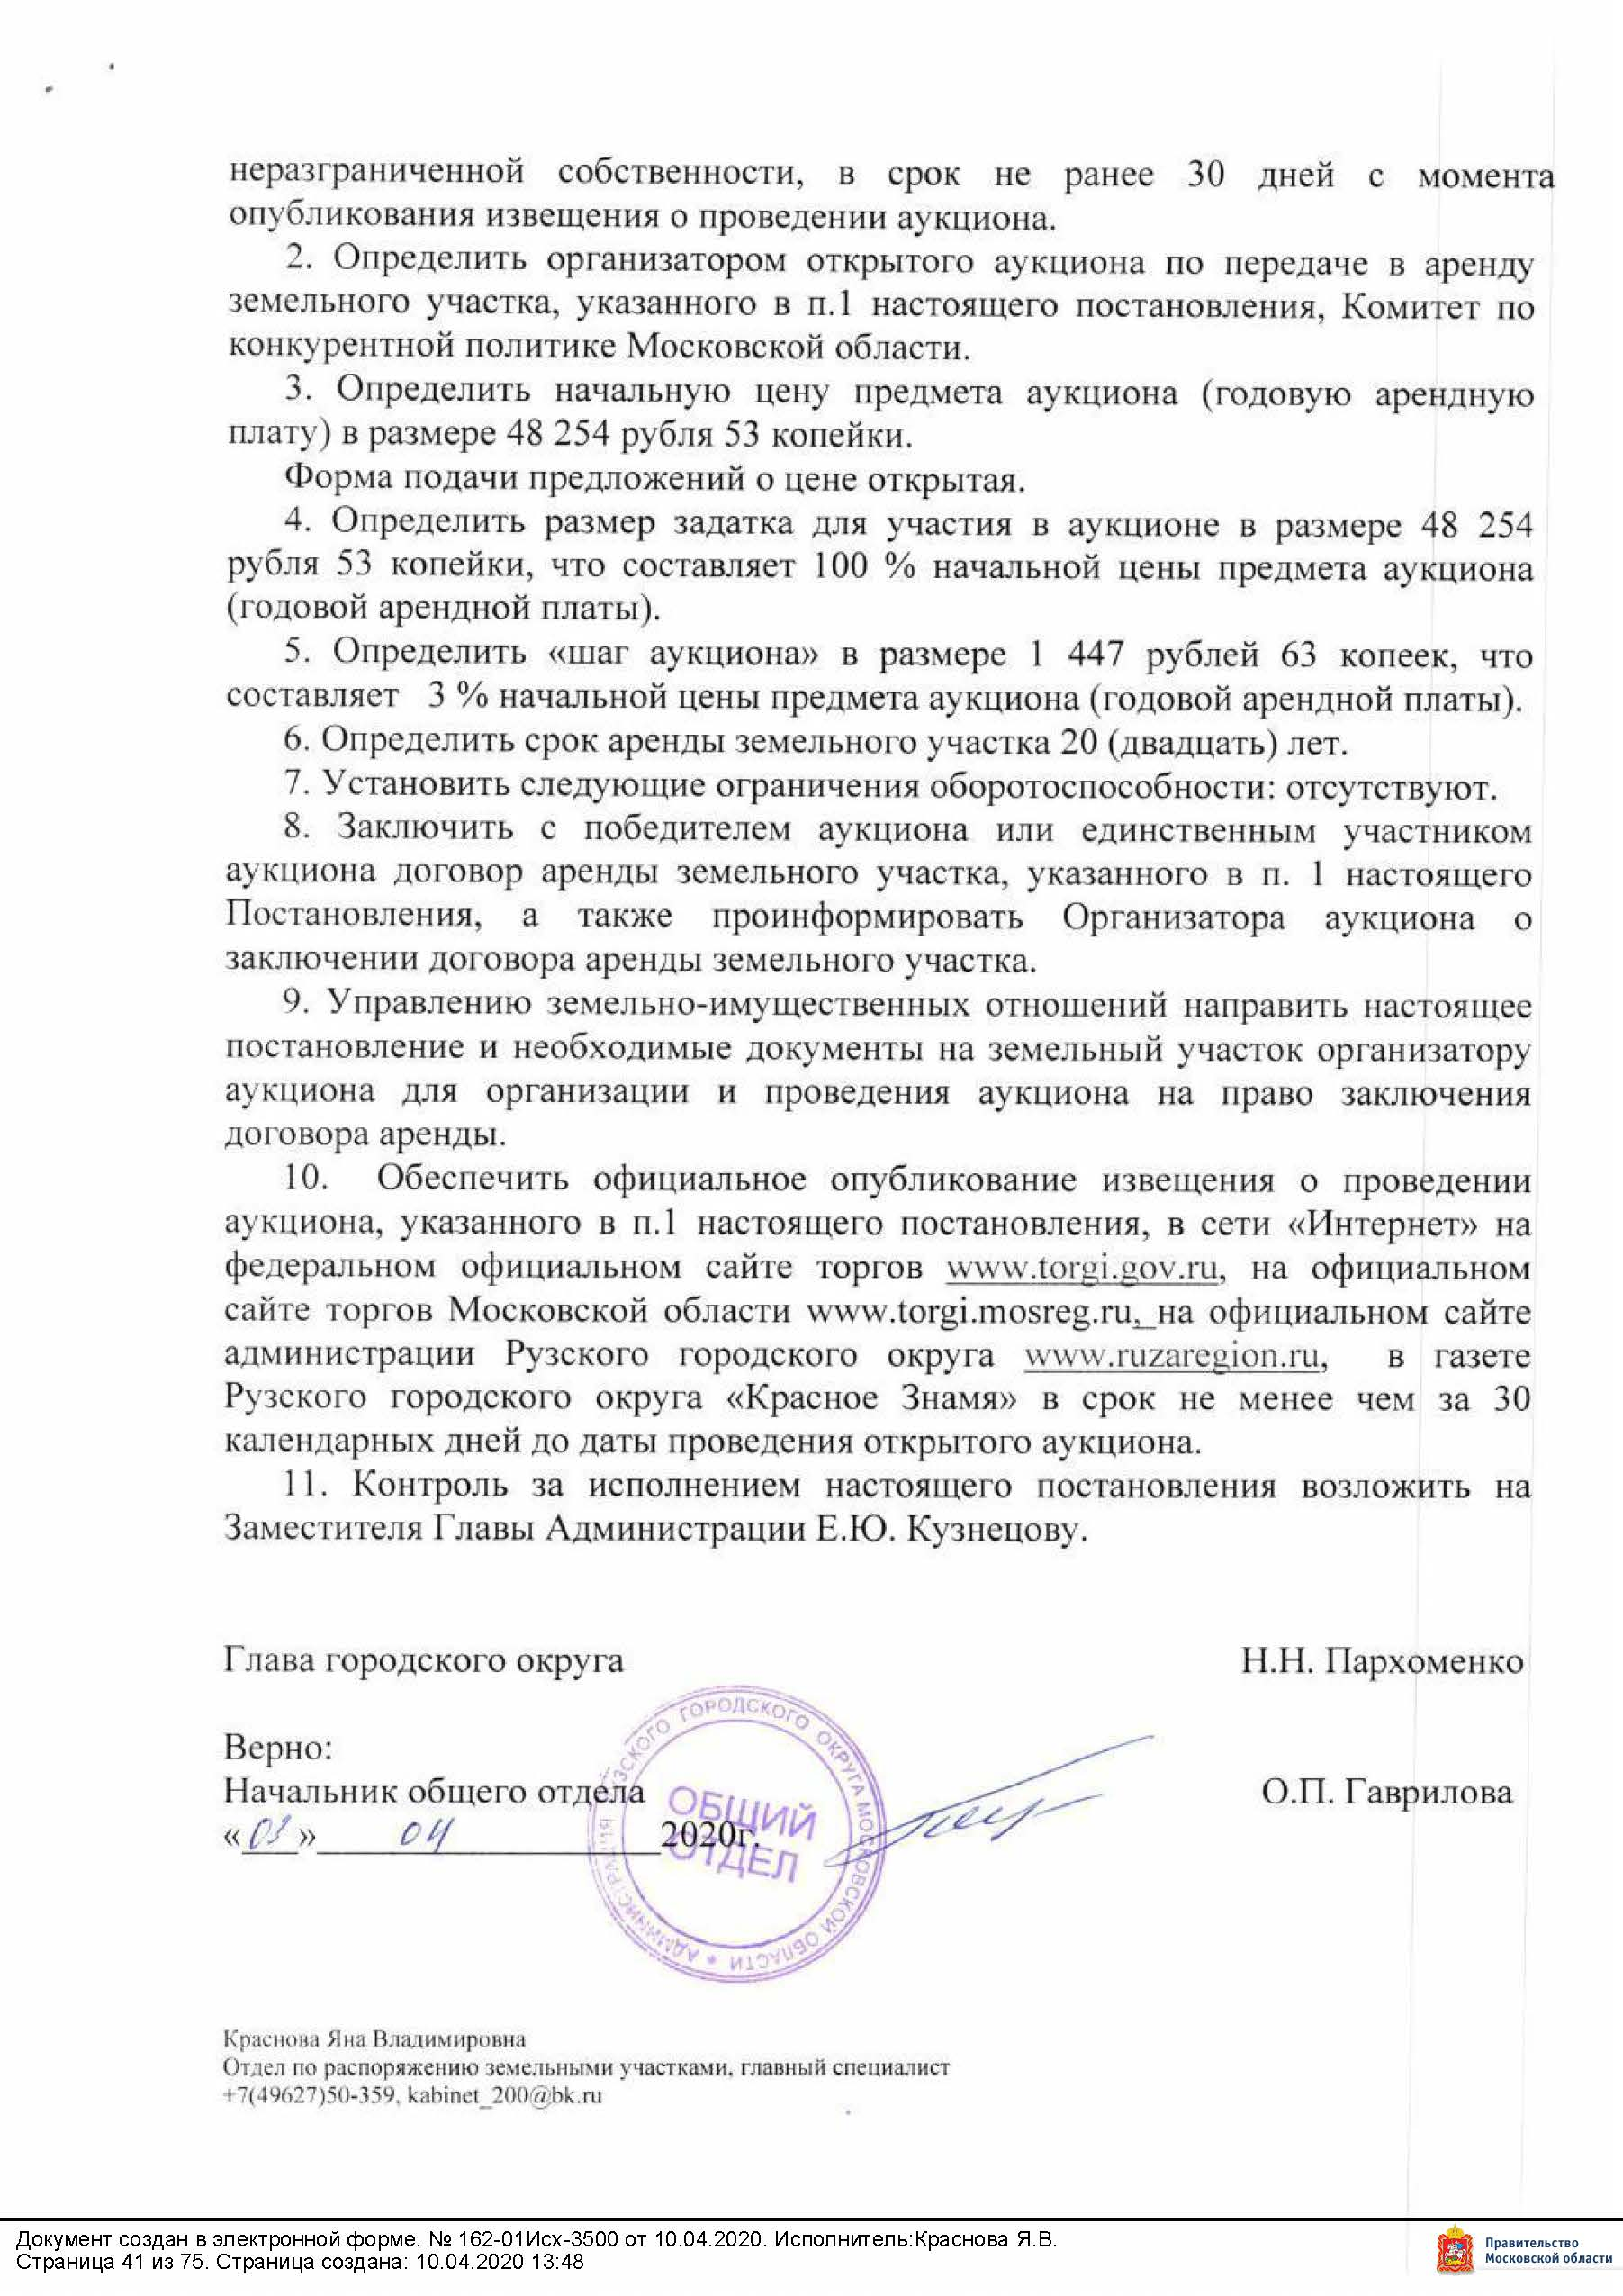 неразграниченной собственности, в срок не ранее 30 дней с момента
опубликования извещения о проведении аукциона.
2. Определить организатором открытого аукциона по передаче в аренду
земельного участка, указанного в п.1 настоящего постановления, Комитет по
конкурентной политике Московской области.
3. Определить начальную цену предмета аукциона (годовую арендную
плату) в размере 48 254 рубля 53 копейки.
Форма подачи предложений о цене открытая.
4. Определить размер задатка для участия в аукционе в размере 48 254
рубля 53 копейки, что составляет 100 % начальной цены предмета аукциона
(годовой арендной платы).
5. Определить «шаг аукциона» в размере 1 447 рублей 63 копеек, что
составляет 3 % начальной цены предмета аукциона (годовой арендной платы).
6. Определить срок аренды земельного участка 20 (двадцать) лет.
7. Установить следующие ограничения оборотоспособности: отсутствуют.
8. Заключить с победителем аукциона или единственным участником
аукциона договор аренды земельного участка, указанного в п. 1 настоящего
Постановления, а также проинформировать Организатора аукциона о
заключении договора аренды земельного участка.
9. Управлению земельно-имущественных отношений направить настоящее
постановление и необходимые документы на земельный участок организатору
аукциона для организации и проведения аукциона на право заключения
договора аренды.
10. Обеспечить официальное опубликование извещения о проведении
аукциона, указанного в п.1 настоящего постановления, в сети «Интернет» на
федеральном официальном сайте торгов www.torgi.gov.ru, на официальном
сайте торгов Московской области www.torgi.mosreg.ru, на официальном сайте
администрации Рузского городского округа www.ruzaregion.ru, в газете
Рузского городского округа «Красное Знамя» в срок не менее чем за 30
календарных дней до даты проведения открытого аукциона.
11. Контроль за исполнением настоящего постановления возложить на
Заместителя Главы Администрации Е.Ю. Кузнецову.
Глава городского округа Н.Н. Пархоменко
Верно:
Начальник общего отдела О.П. Гаврилова
«03» 04 2020г.
АДМИНИСТРАЦИЯ РУЗСКОГО ГОРОДСКОГО ОКРУГА МОСКОВСКОЙ ОБЛАСТИ
ОБЩИЙ
ОТДЕЛ
Краснова Яна Владимировна
Отдел по распоряжению земельными участками, главный специалист
+7(49627)50-359, kabinet_200@bk.ru
Документ создан в электронной форме. № 162-01Исх-3500 от 10.04.2020. Исполнитель:Краснова Я.В.
Страница 41 из 75. Страница создана: 10.04.2020 13:48
Правительство
Московской области